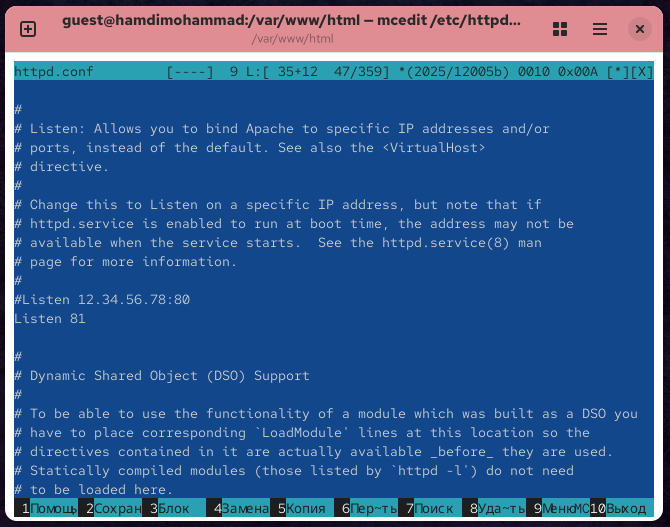 guest@hamdimohammad:/var/www/html — mcedit /etc/httpd...
/var/www/html
httpd.conf [----] 9 L:[ 35+12 47/359] *(2025/12005b) 0010 0x00A [*][X]
#
# Listen: Allows you to bind Apache to specific IP addresses and/or
# ports, instead of the default. See also the <VirtualHost>
# directive.
#
# Change this to Listen on a specific IP address, but note that if
# httpd.service is enabled to run at boot time, the address may not be
# available when the service starts.  See the httpd.service(8) man
# page for more information.
#
#Listen 12.34.56.78:80
Listen 81
#
# Dynamic Shared Object (DSO) Support
#
# To be able to use the functionality of a module which was built as a DSO you
# have to place corresponding `LoadModule' lines at this location so the
# directives contained in it are actually available _before_ they are used.
# Statically compiled modules (those listed by `httpd -l') do not need
# to be loaded here.
1Помощь 2Сохран 3Блок 4Замена 5Копия 6Пер~ть 7Поиск 8Уда~ть 9МенюMC 10Выход